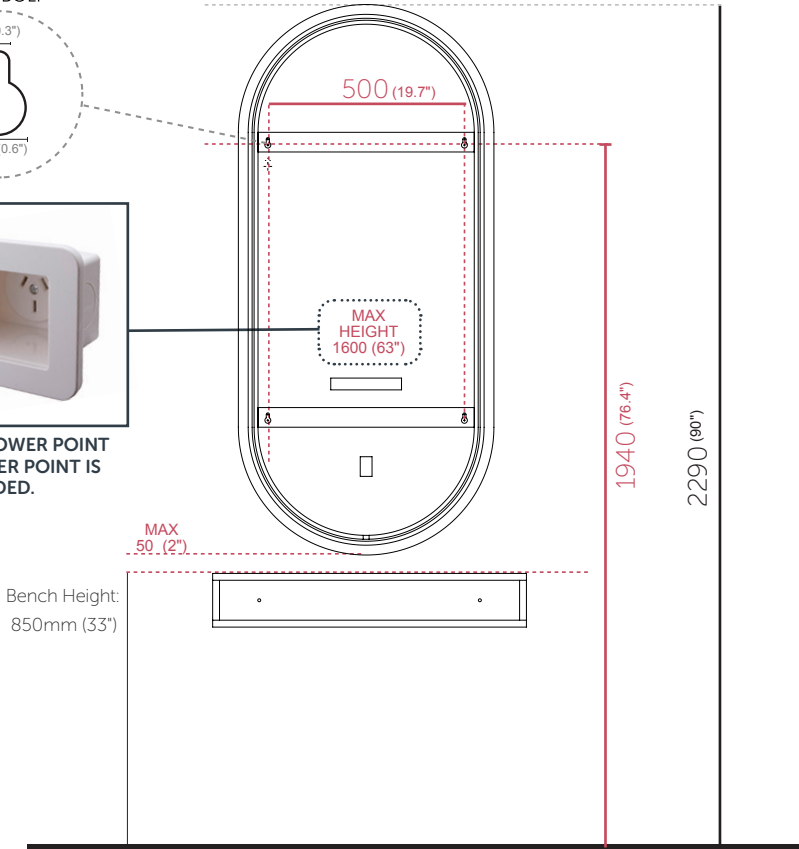 .3")
0.6")
500 (19.7")
MAX
HEIGHT
1600 (63")
OWER POINT
ER POINT IS
DED.
MAX
50 (2")
Bench Height:
850mm (33")
1940 (76.4")
2290 (90")